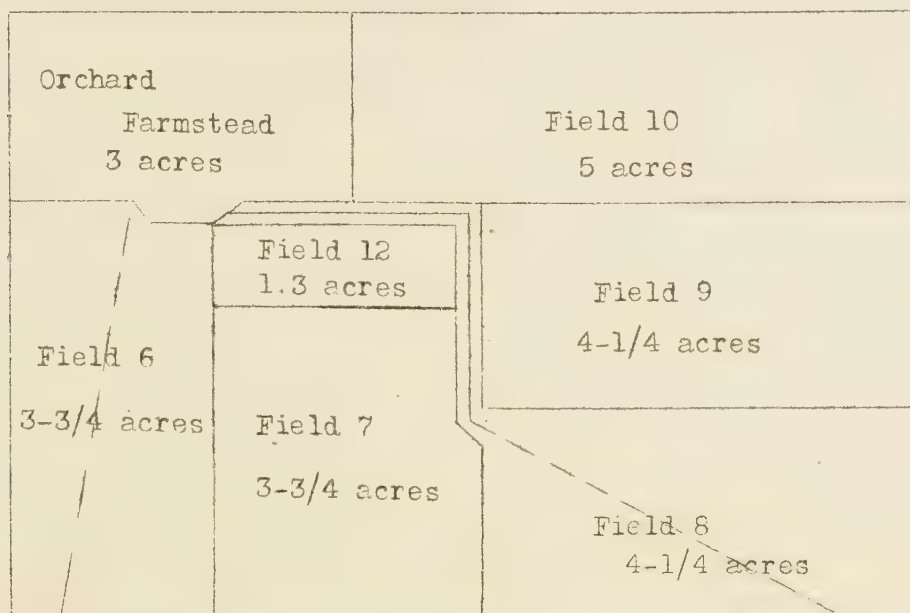 Orchard
Farmstead
3 acres
Field 10
5 acres
Field 12
1.3 acres
Field 9
4-1/4 acres
Field 6
3-3/4 acres
Field 7
3-3/4 acres
Field 8
4-1/4 acres